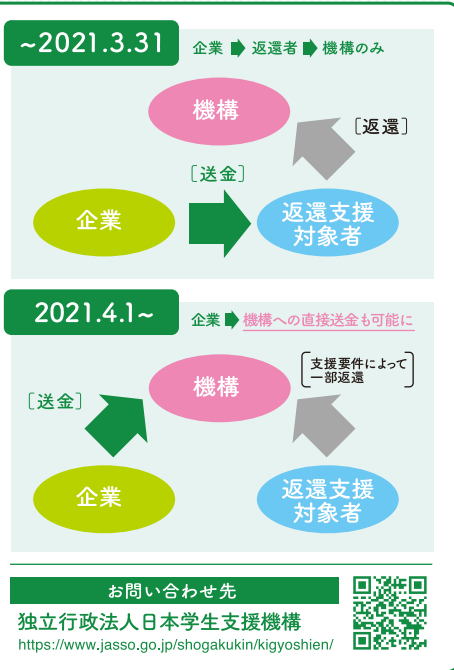 ~2021.3.31
企業 ➡ 返還者 ➡ 機構のみ
機構
［返還］
［送金］
企業
返還支援
対象者
2021.4.1~
企業 ➡ 機構への直接送金も可能に
機構
支援要件によって
一部返還
［送金］
企業
返還支援
対象者
お問い合わせ先
独立行政法人日本学生支援機構
https://www.jasso.go.jp/shogakukin/kigyoshien/